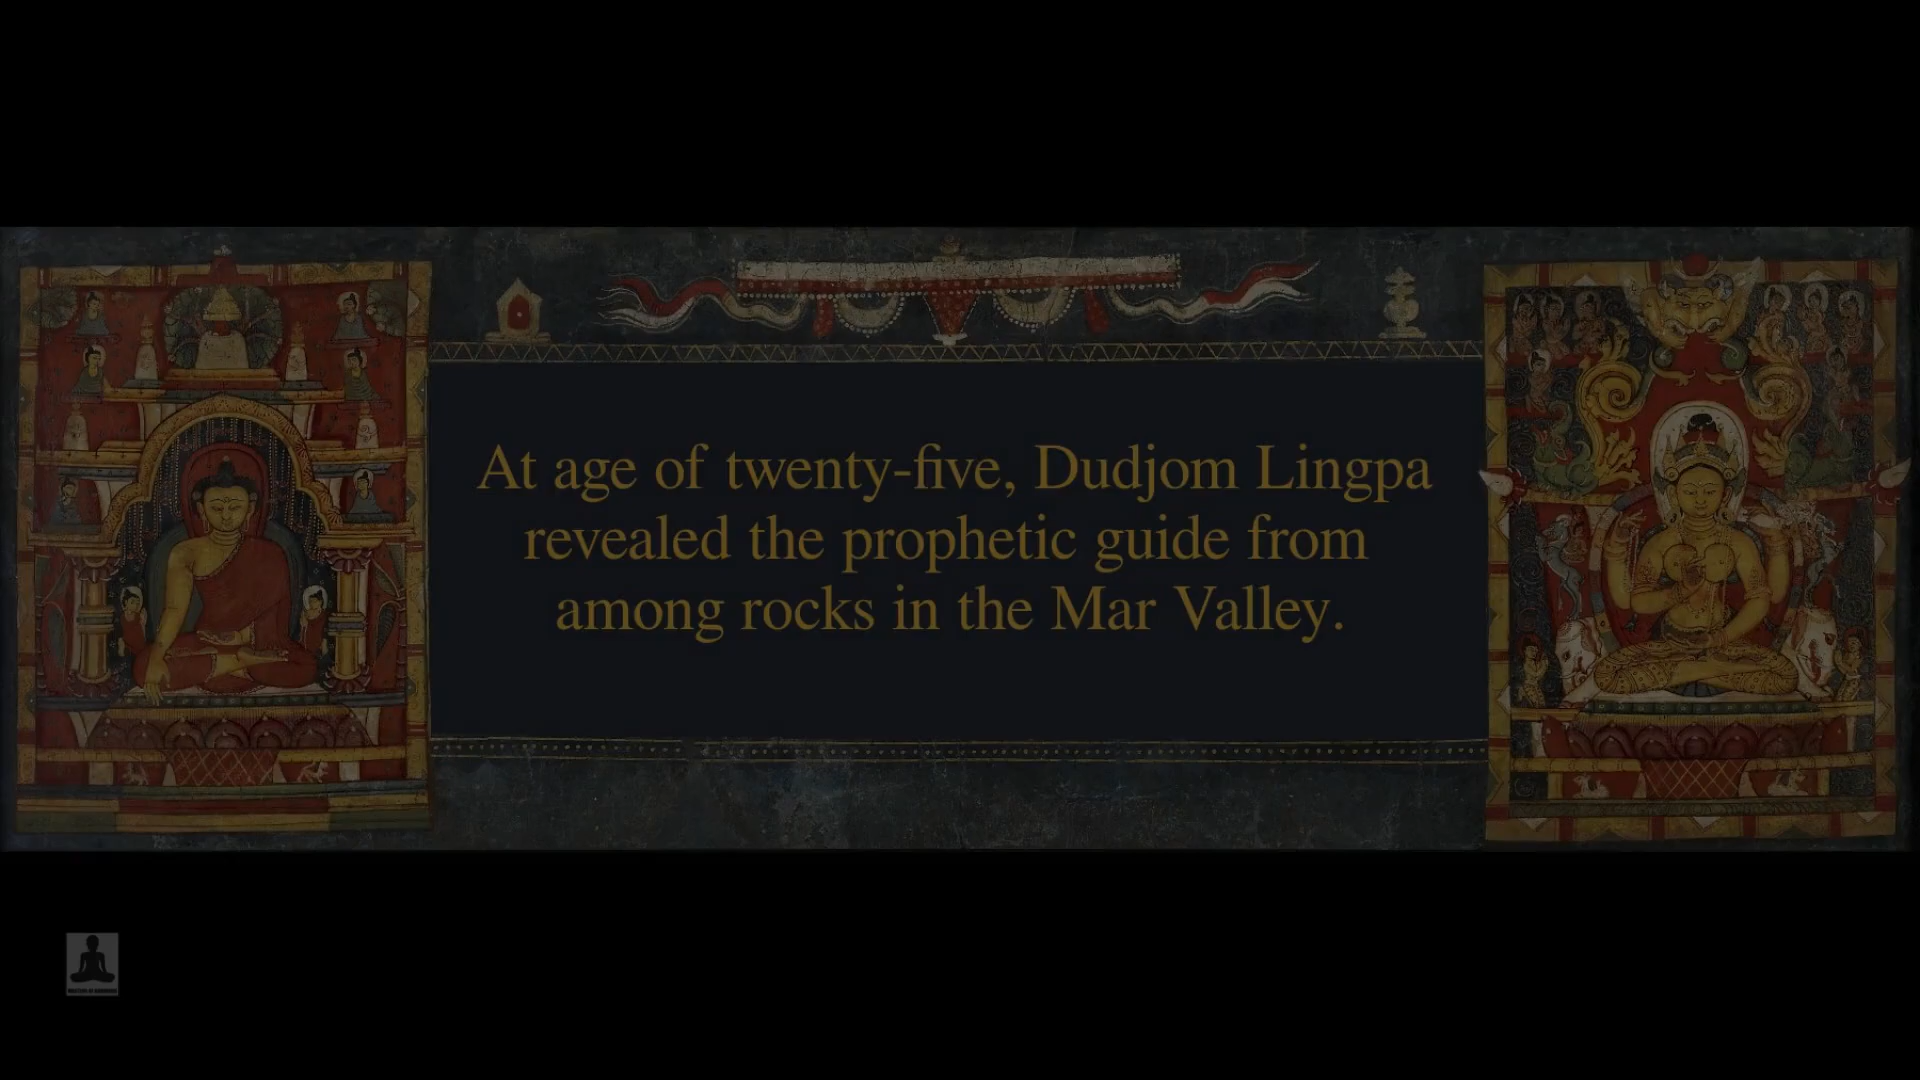 At age of twenty-five, Dudjom Lingpa
revealed the prophetic guide from
among rocks in the Mar Valley.